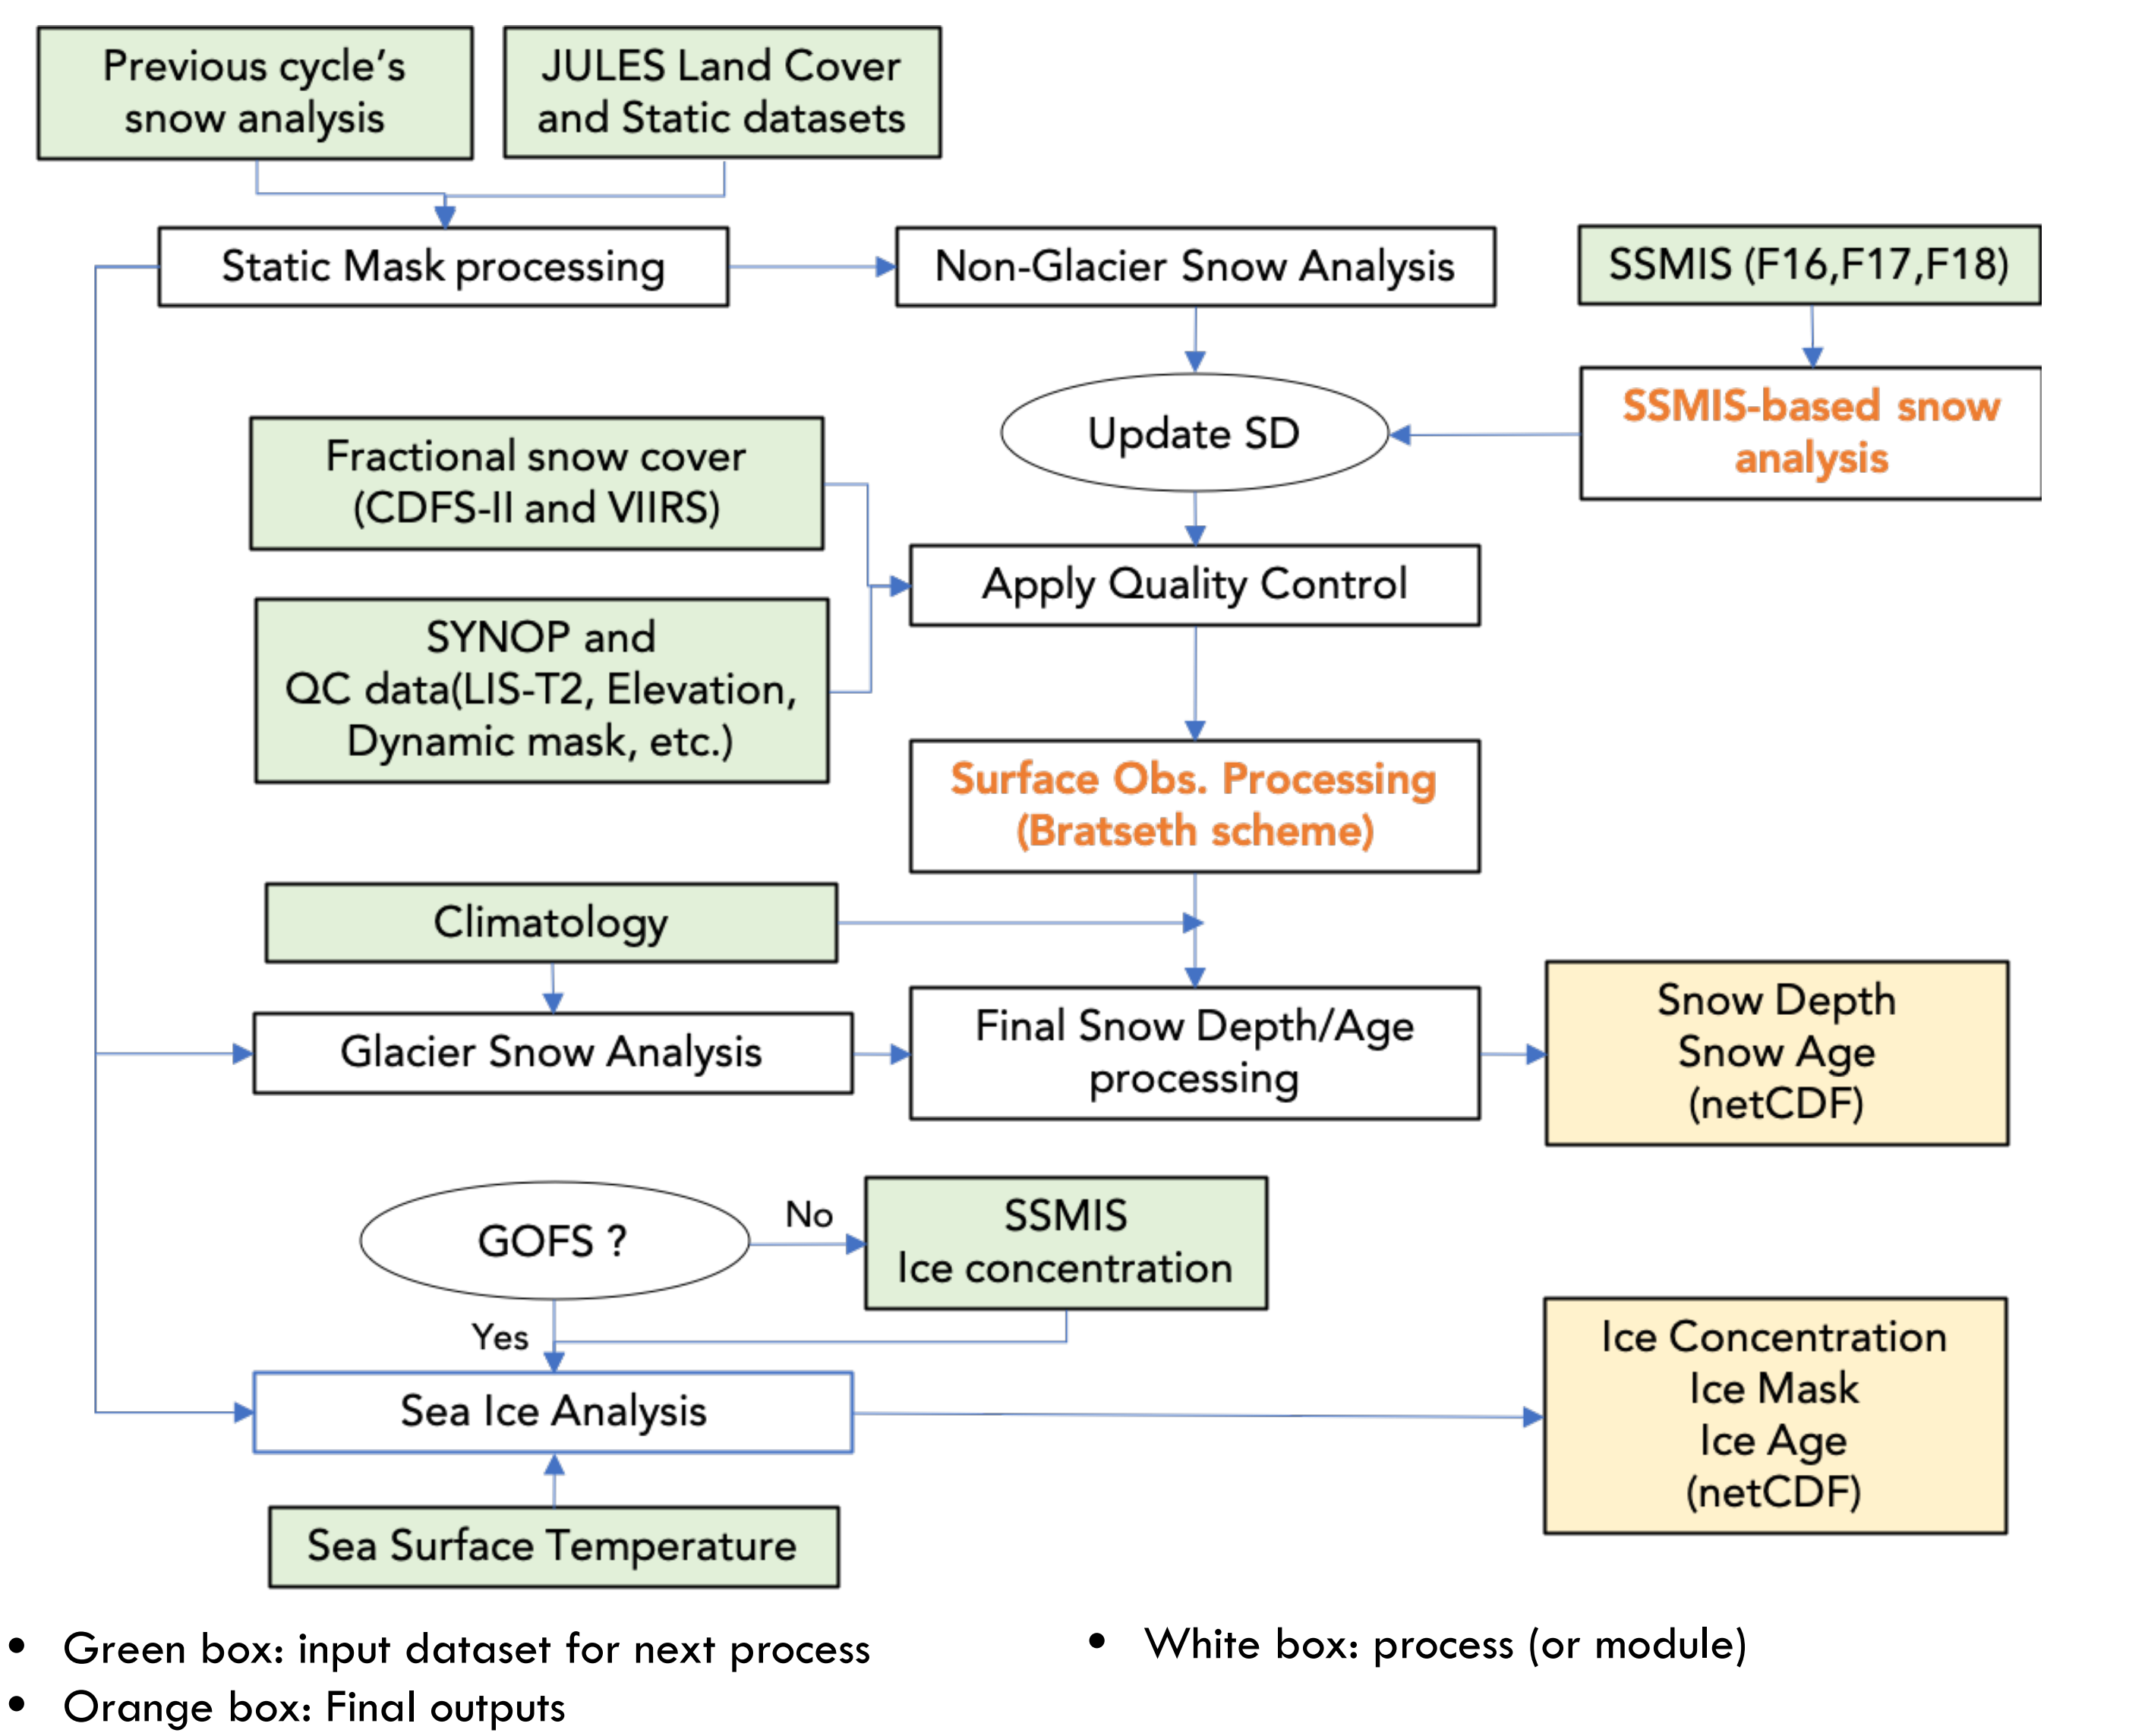 Previous cycle's
snow analysis
JULES Land Cover
and Static datasets
Static Mask processing
Non-Glacier Snow Analysis
SSMIS (F16,F17,F18)
SSMIS-based snow
analysis
Update SD
Fractional snow cover
(CDFS-II and VIIRS)
Apply Quality Control
SYNOP and
QC data(LIS-T2, Elevation,
Dynamic mask, etc.)
Surface Obs. Processing
(Bratseth scheme)
Climatology
Glacier Snow Analysis
Final Snow Depth/Age
processing
Snow Depth
Snow Age
(netCDF)
GOFS ?
No
SSMIS
Ice concentration
Yes
Sea Ice Analysis
Ice Concentration
Ice Mask
Ice Age
(netCDF)
Sea Surface Temperature
• Green box: input dataset for next process
• Orange box: Final outputs
• White box: process (or module)